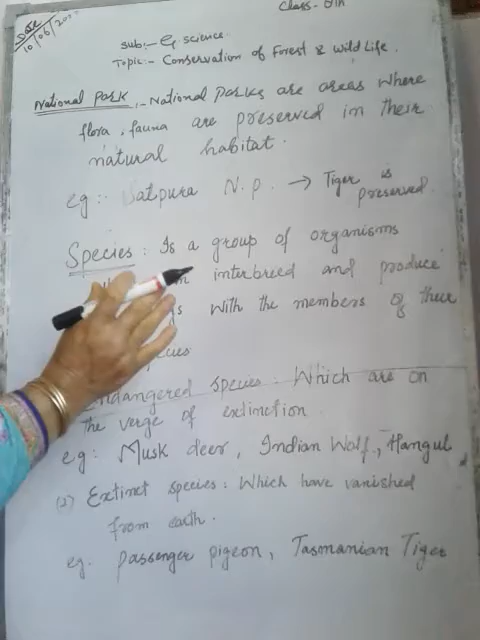 Date
10/06/20
Class - 8th
Sub:- G science.
Topic:- Conservation of Forest & Wild Life.
National Park - National Parks are areas where
flora, fauna are preserved in their
natural habitat.
eg:- Satpura N.P. → Tiger is preserved.
Species: Is a group of organisms
interbreed and produce
with the members of their
species
Endangered species: Which are on
the verge of extinction.
eg: Musk deer, Indian Wolf, Hangul
(2) Extinct species: Which have vanished
from earth.
eg. Passenger pigeon, Tasmanian Tiger